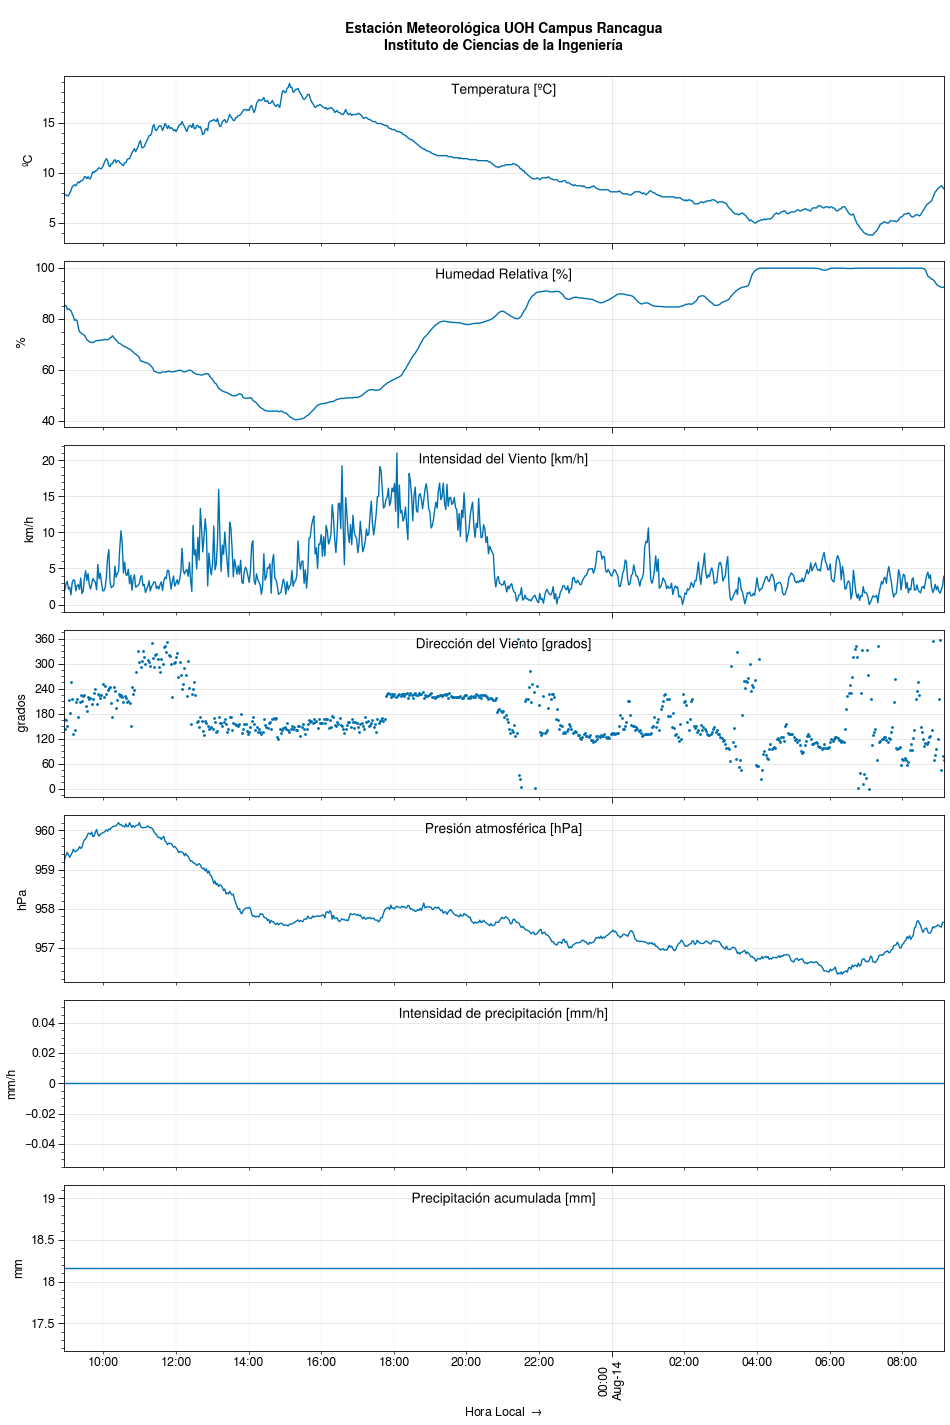 Estación Meteorológica UOH Campus Rancagua
Instituto de Ciencias de la Ingeniería
Temperatura [ºC]
ºC
15
10
5
Humedad Relativa [%]
%
100
80
60
40
Intensidad del Viento [km/h]
km/h
20
15
10
5
0
Dirección del Viento [grados]
grados
360
300
240
180
120
60
0
Presión atmosférica [hPa]
hPa
960
959
958
957
Intensidad de precipitación [mm/h]
mm/h
0.04
0.02
0
−0.02
−0.04
Precipitación acumulada [mm]
mm
19
18.5
18
17.5
10:00 12:00 14:00 16:00 18:00 20:00 22:00 00:00 02:00 04:00 06:00 08:00
Aug-14
Hora Local →